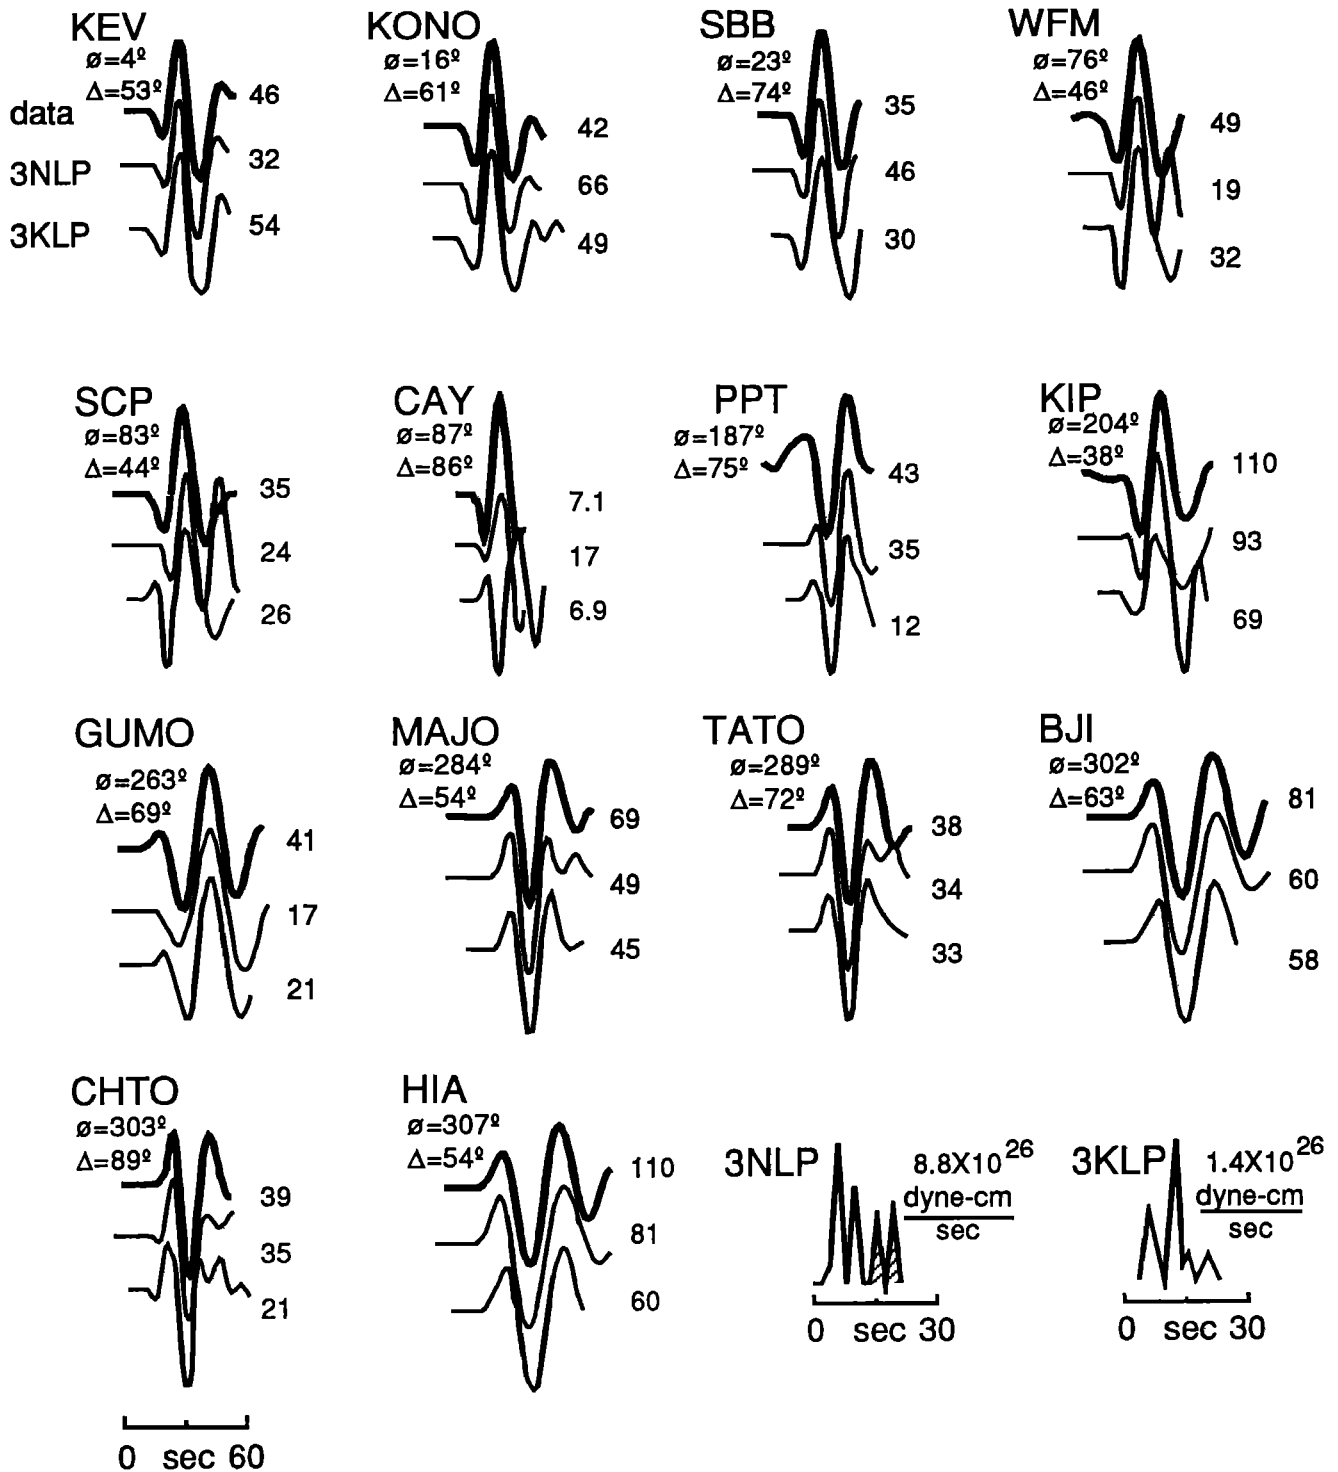 KEV
ø=4º
Δ=53º
data
3NLP
3KLP
46
32
54
KONO
ø=16º
Δ=61º
42
66
49
SBB
ø=23º
Δ=74º
35
46
30
WFM
ø=76º
Δ=46º
49
19
32
SCP
ø=83º
Δ=44º
35
24
26
CAY
ø=87º
Δ=86º
7.1
17
6.9
PPT
ø=187º
Δ=75º
43
35
12
KIP
ø=204º
Δ=38º
110
93
69
GUMO
ø=263º
Δ=69º
41
17
21
MAJO
ø=284º
Δ=54º
69
49
45
TATO
ø=289º
Δ=72º
38
34
33
BJI
ø=302º
Δ=63º
81
60
58
CHTO
ø=303º
Δ=89º
39
35
21
0 sec 60
HIA
ø=307º
Δ=54º
110
81
60
3NLP
8.8X10^26
dyne-cm
sec
0 sec 30
3KLP
1.4X10^26
dyne-cm
sec
0 sec 30